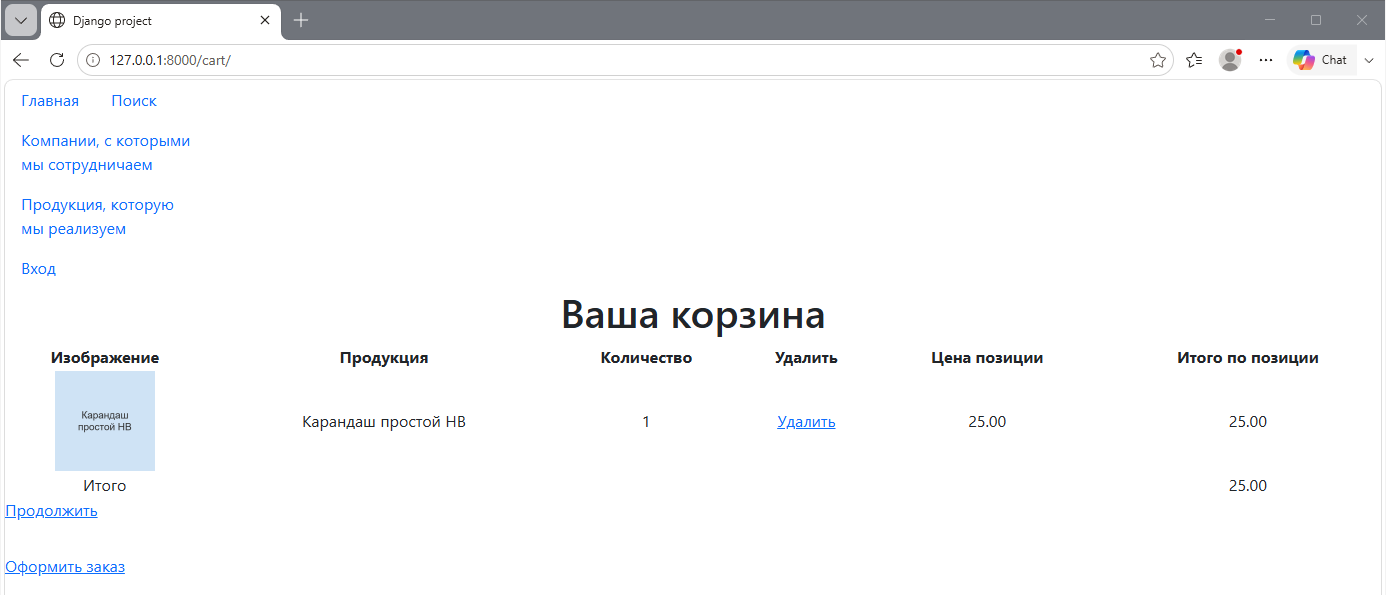 Django project
127.0.0.1:8000/cart/
Chat
Главная Поиск
Компании, с которыми
мы сотрудничаем
Продукция, которую
мы реализуем
Вход
Ваша корзина
Изображение Продукция Количество Удалить Цена позиции Итого по позиции
Карандаш
простой HB
Карандаш простой HB 1 Удалить 25.00 25.00
Итого 25.00
Продолжить
Оформить заказ